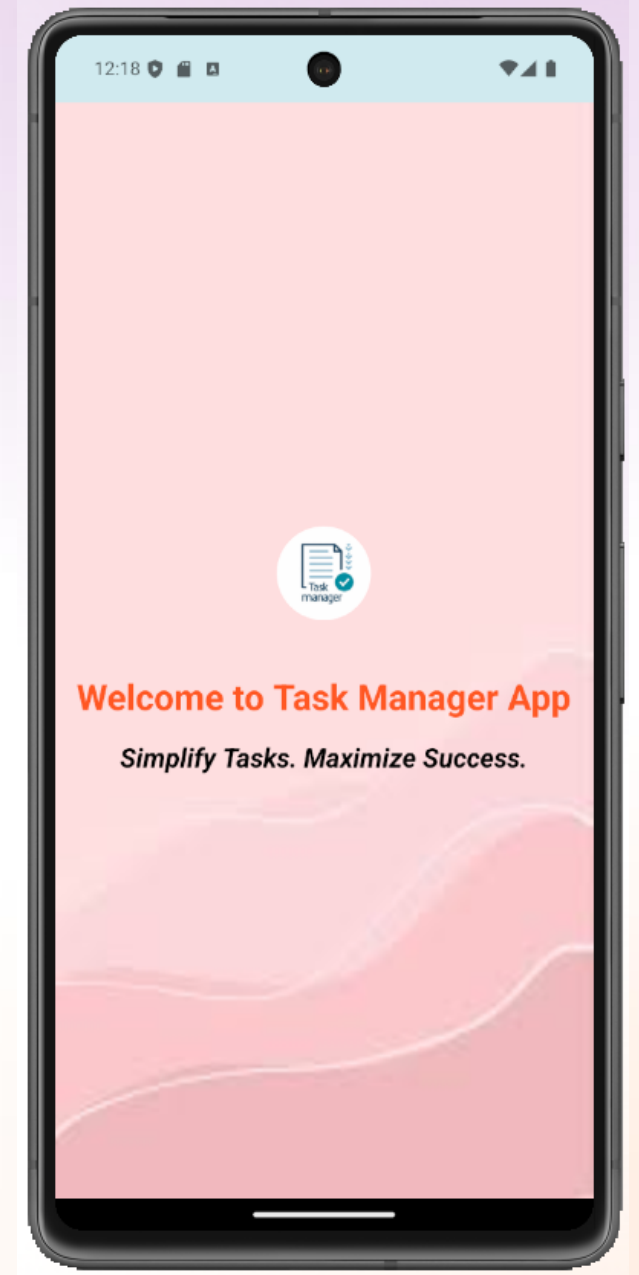 12:18
Task
manager
Welcome to Task Manager App
Simplify Tasks. Maximize Success.